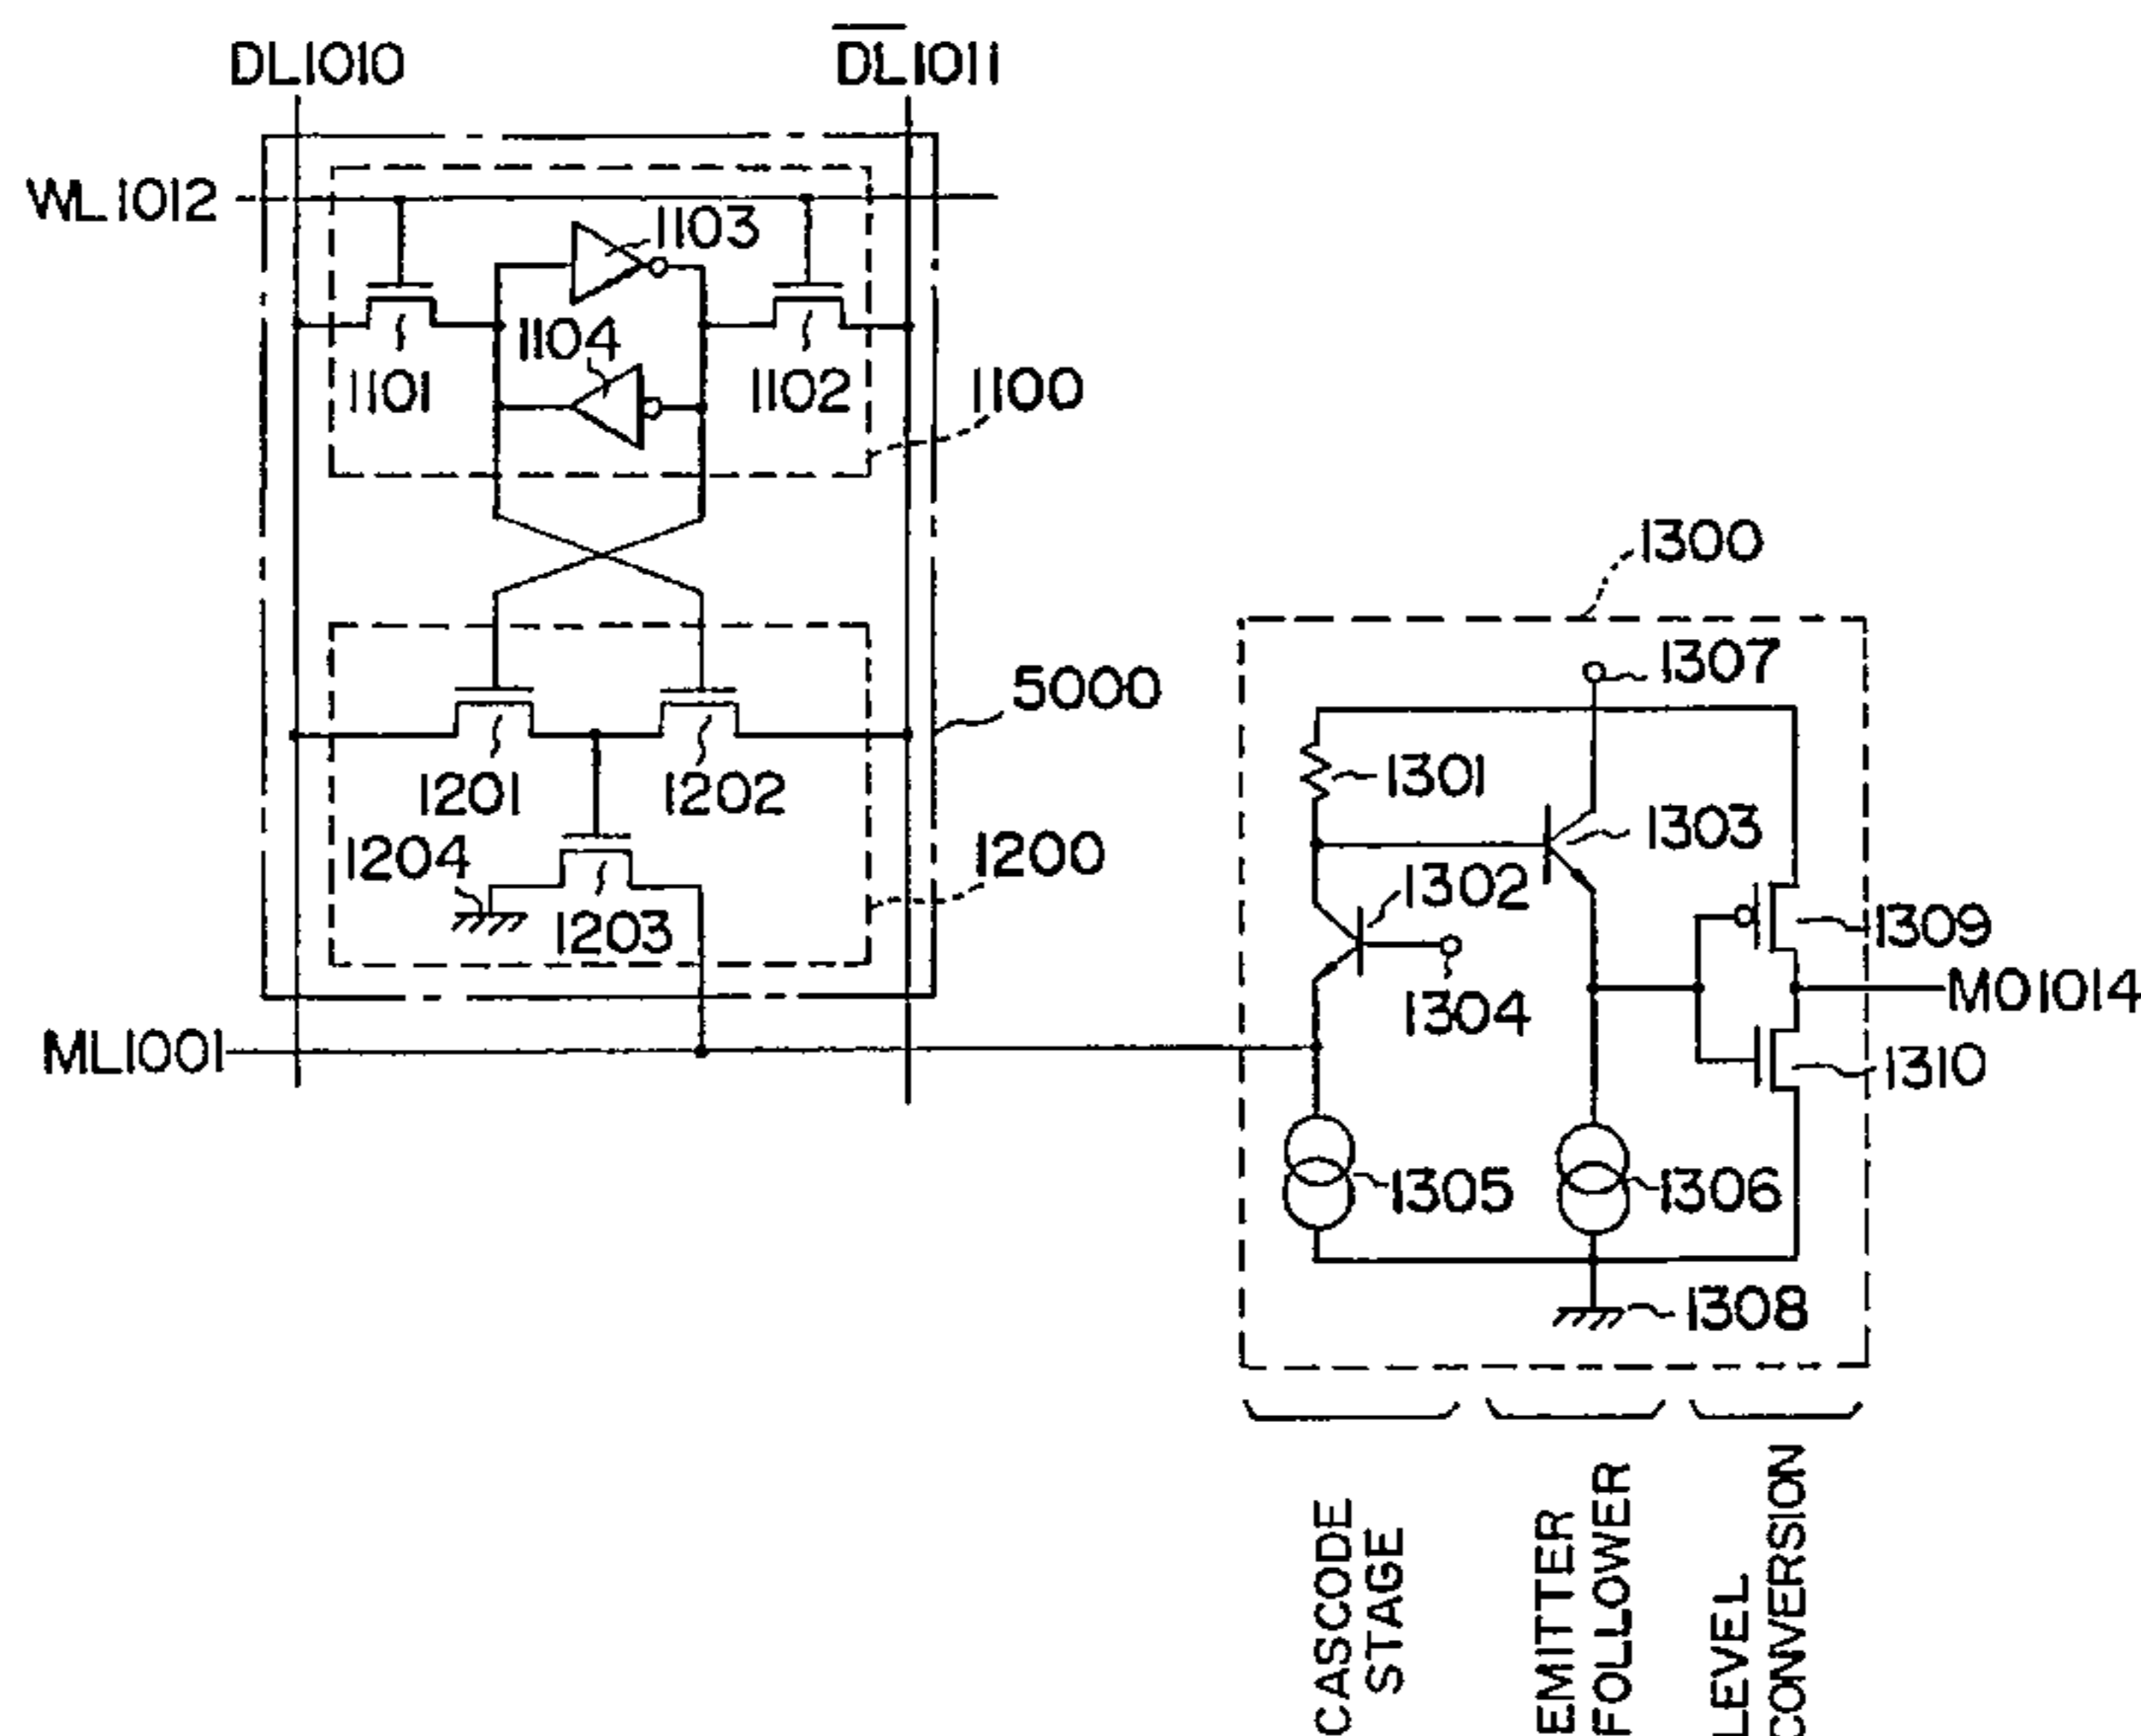 DL1010
D̅L̅1011
WL1012
1103
1104
1101
1102
1100
1300
1307
5000
1301
1201
1202
1303
1204
1200
1302
1203
1309
1304
MO1014
ML1001
1310
1305
1306
1308
CASCODE
STAGE
EMITTER
FOLLOWER
LEVEL
CONVERSION